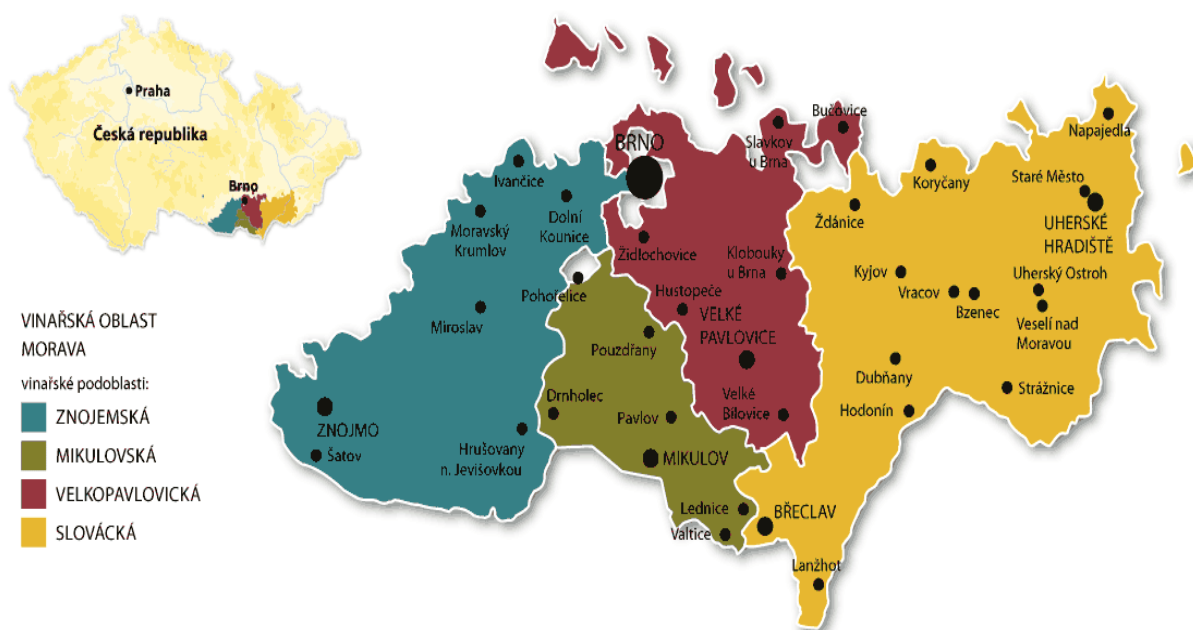 Praha
Česká republika
Brno
VINAŘSKÁ OBLAST
MORAVA
vinařské podoblasti:
ZNOJEMSKÁ
MIKULOVSKÁ
VELKOPAVLOVICKÁ
SLOVÁCKÁ
Ivančice
Moravský
Krumlov
Dolní
Kounice
Miroslav
ZNOJMO
Šatov
Hrušovany
n. Jevišovkou
Pohořelice
Pouzdřany
Drnholec
Pavlov
MIKULOV
Lednice
Valtice
BRNO
Slavkov
u Brna
Bučovice
Židlochovice
Klobouky
u Brna
Hustopeče
VELKÉ
PAVLOVICE
Velké
Bílovice
Napajedla
Koryčany
Staré Město
UHERSKÉ
HRADIŠTĚ
Ždánice
Kyjov
Vracov
Bzenec
Uherský Ostroh
Veselí nad
Moravou
Dubňany
Strážnice
Hodonín
BŘECLAV
Lanžhot